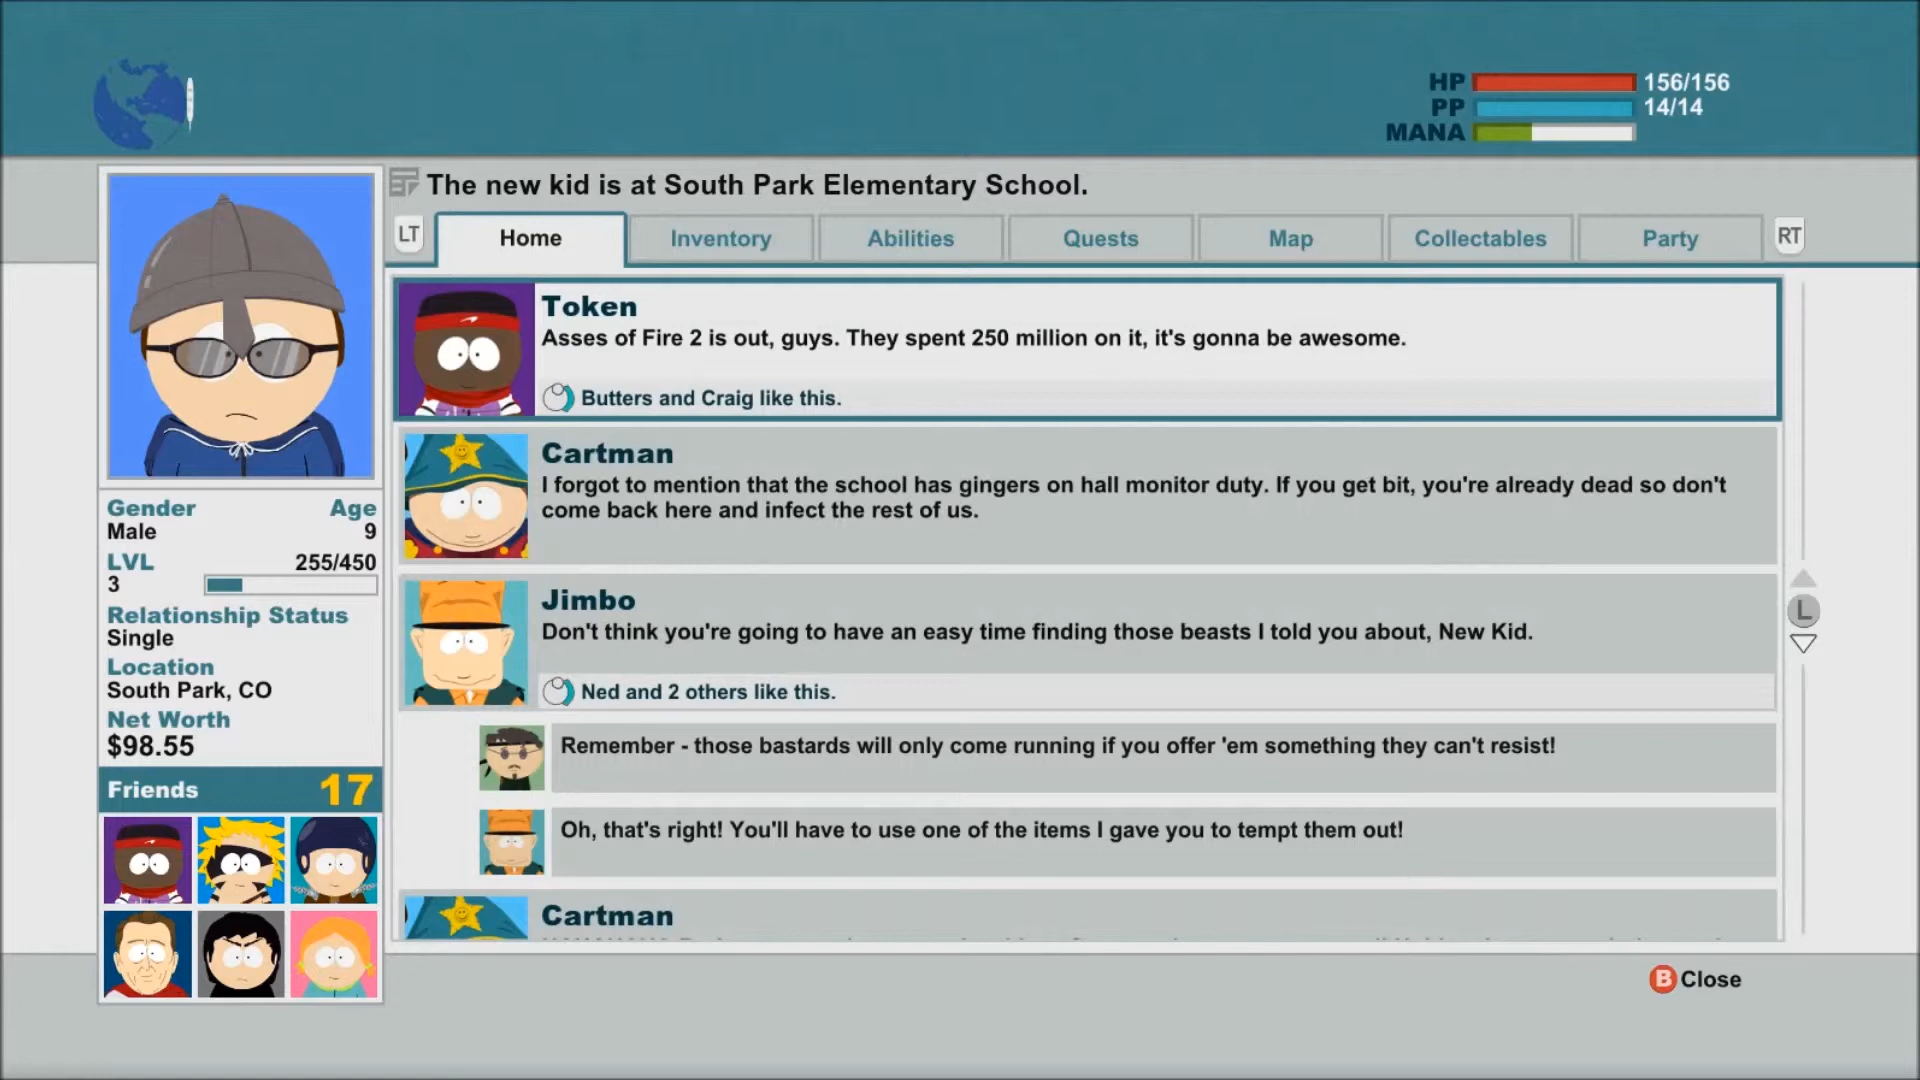 HP 156/156
PP 14/14
MANA
The new kid is at South Park Elementary School.
LT Home Inventory Abilities Quests Map Collectables Party RT
Token
Asses of Fire 2 is out, guys. They spent 250 million on it, it's gonna be awesome.
Butters and Craig like this.
Cartman
I forgot to mention that the school has gingers on hall monitor duty. If you get bit, you're already dead so don't
come back here and infect the rest of us.
Jimbo
Don't think you're going to have an easy time finding those beasts I told you about, New Kid.
Ned and 2 others like this.
Remember - those bastards will only come running if you offer 'em something they can't resist!
Oh, that's right! You'll have to use one of the items I gave you to tempt them out!
Cartman
L
Gender Age
Male 9
LVL 255/450
3
Relationship Status
Single
Location
South Park, CO
Net Worth
$98.55
Friends 17
B Close